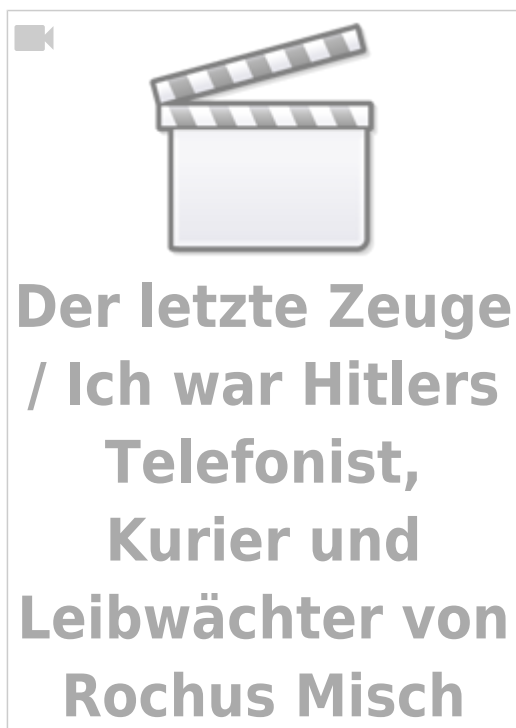 Der letzte Zeuge
/ Ich war Hitlers
Telefonist,
Kurier und
Leibwächter von
Rochus Misch